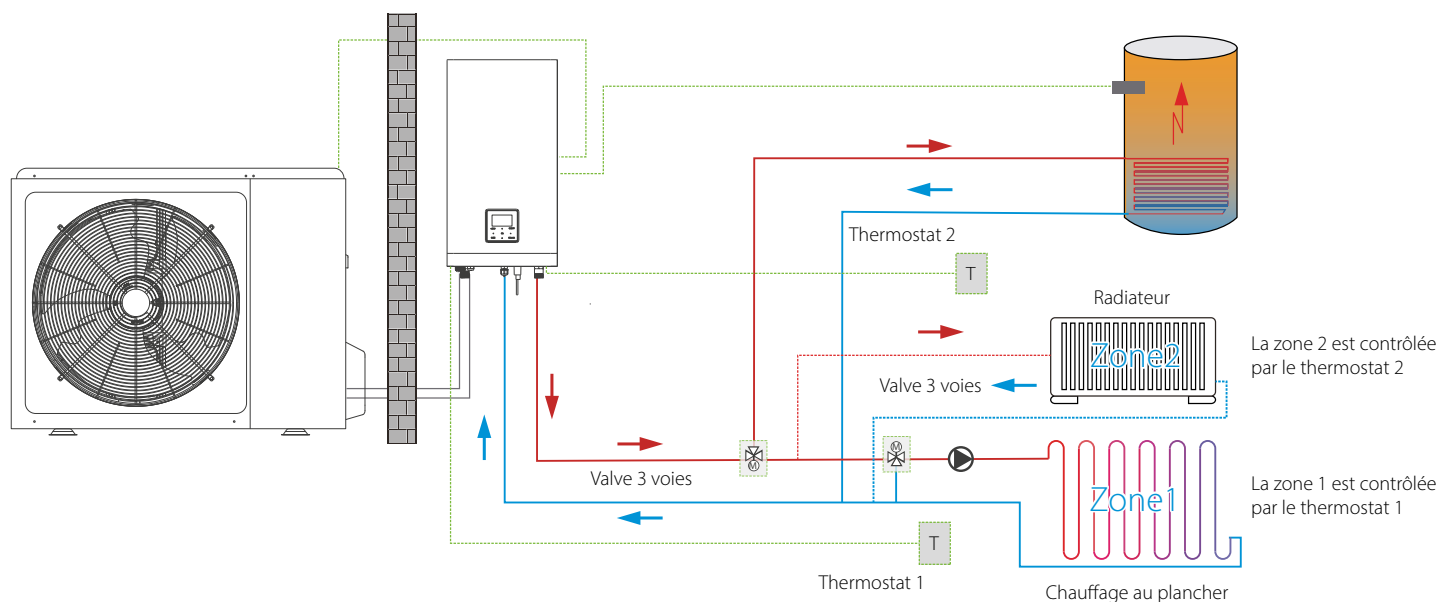 Thermostat 2
T
Radiateur
Zone2
La zone 2 est contrôlée
par le thermostat 2
Valve 3 voies
M
M
Valve 3 voies
Zone1
La zone 1 est contrôlée
par le thermostat 1
T
Thermostat 1
Chauffage au plancher